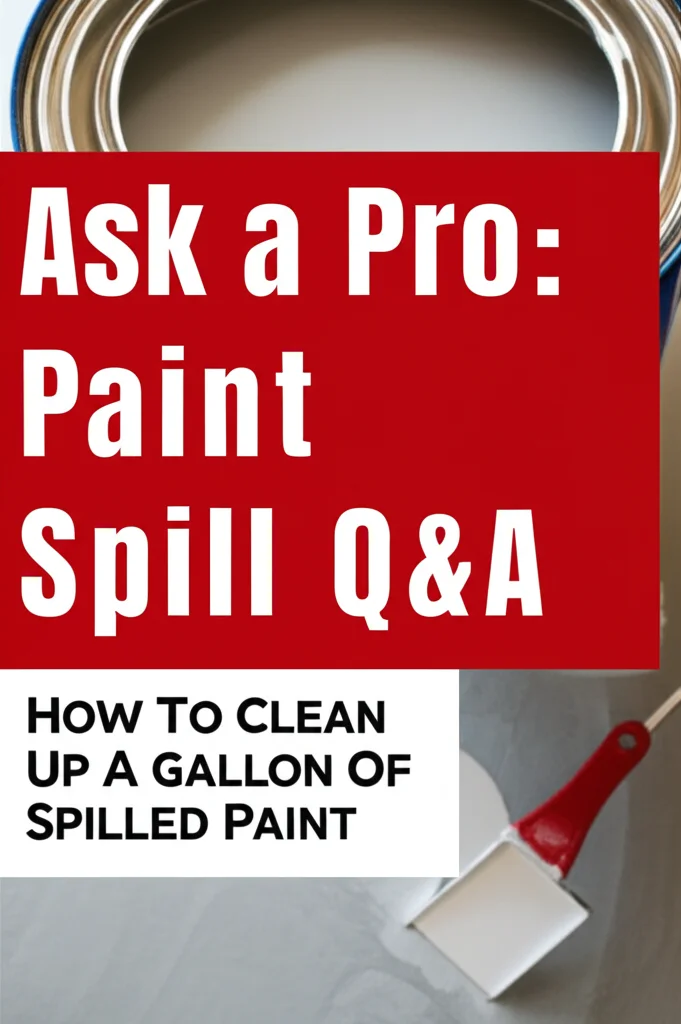 Ask a Pro:
Paint
Spill Q&A
How To Clean
Up A gallon Of
Spilled Paint